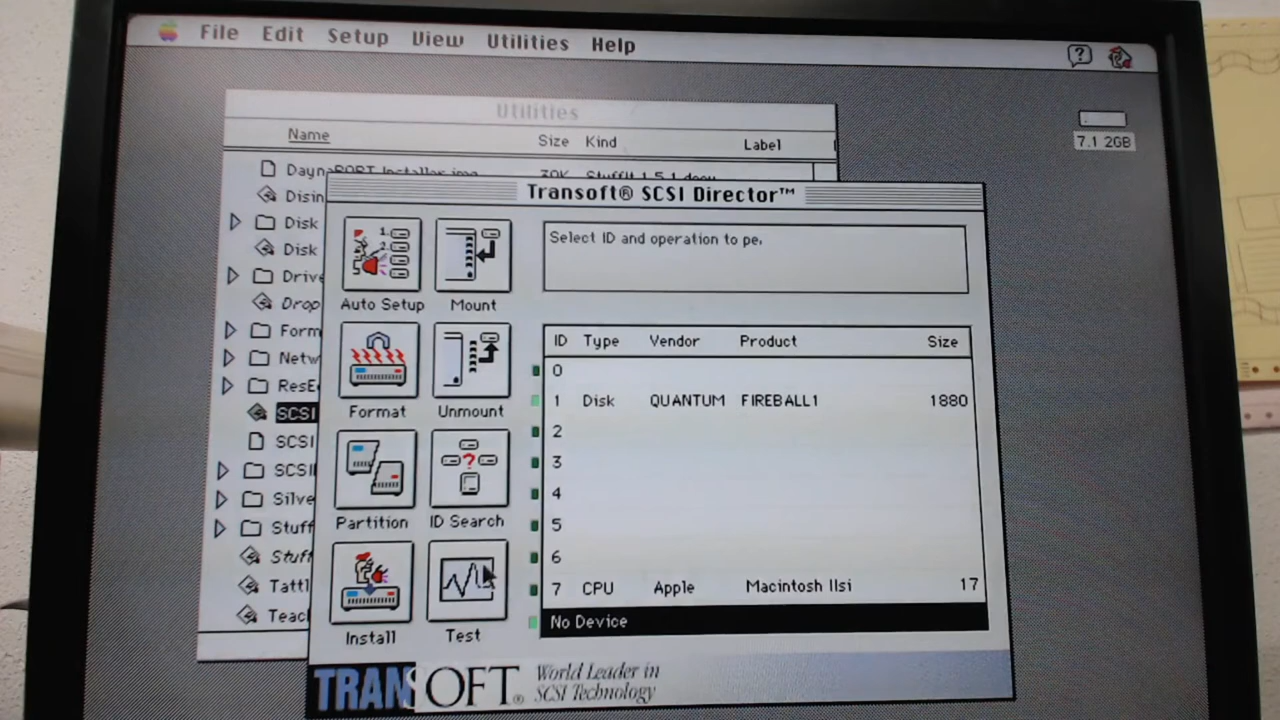 File Edit Setup View Utilities Help
7.1 2GB
Utilities
Name Size Kind Label
Disin
Disk
Disk
Drive
Drop
Form
Netw
ResE
SCSI
SCSI
SCSI
Silve
Stuff
Stuff
Tattl
Teac
Transoft® SCSI Director™
Auto Setup
Mount
Format
Unmount
Partition
ID Search
Install
Test
Select ID and operation to pe.
ID Type Vendor Product Size
0
1 Disk QUANTUM FIREBALL1 1880
2
3
4
5
6
7 CPU Apple Macintosh IIsi 17
No Device
TRANSOFT®
World Leader in
SCSI Technology